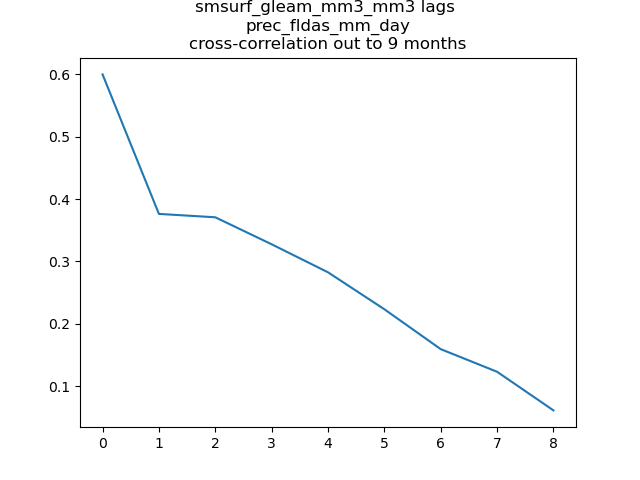 smsurf_gleam_mm3_mm3 lags
prec_fldas_mm_day
cross-correlation out to 9 months
0.6
0.5
0.4
0.3
0.2
0.1
0 1 2 3 4 5 6 7 8